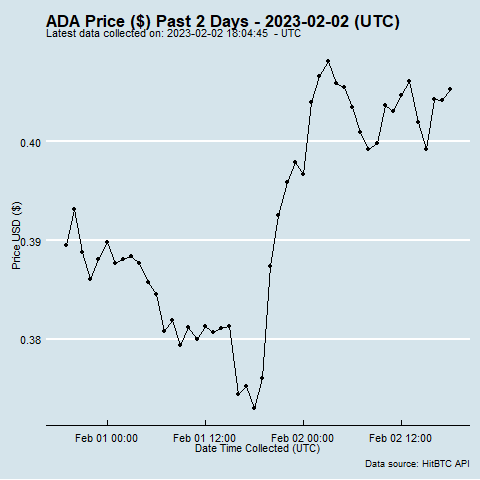 ADA Price ($) Past 2 Days - 2023-02-02 (UTC)
Latest data collected on: 2023-02-02 18:04:45 - UTC
0.40
0.39
0.38
Price USD ($)
Feb 01 00:00
Feb 01 12:00
Feb 02 00:00
Feb 02 12:00
Date Time Collected (UTC)
Data source: HitBTC API